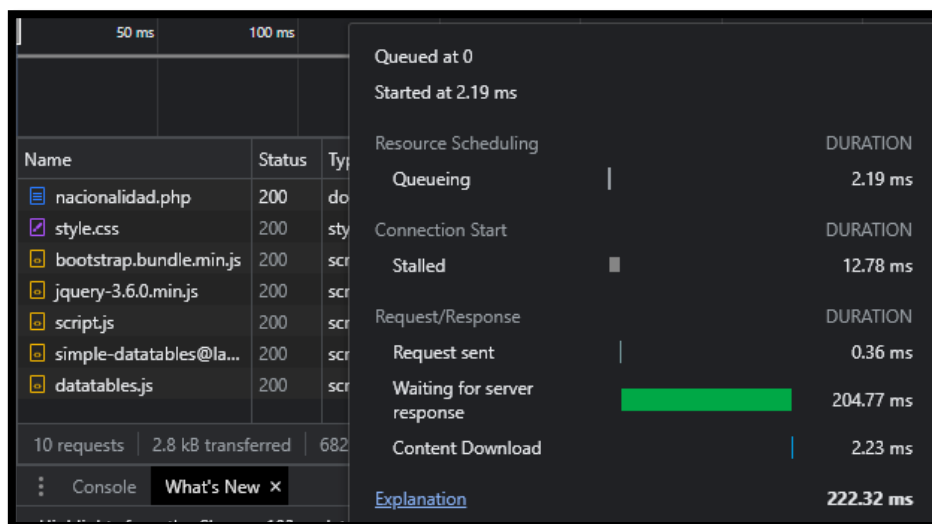 50 ms 100 ms
Name Status Typ
nacionalidad.php 200 do
style.css 200 sty
bootstrap.bundle.min.js 200 scr
jquery-3.6.0.min.js 200 scr
script.js 200 scr
simple-datatables@la... 200 scr
datatables.js 200 scr
10 requests 2.8 kB transferred 682
Console What's New ×
Queued at 0
Started at 2.19 ms
Resource Scheduling DURATION
Queueing 2.19 ms
Connection Start DURATION
Stalled 12.78 ms
Request/Response DURATION
Request sent 0.36 ms
Waiting for server
response 204.77 ms
Content Download 2.23 ms
Explanation 222.32 ms